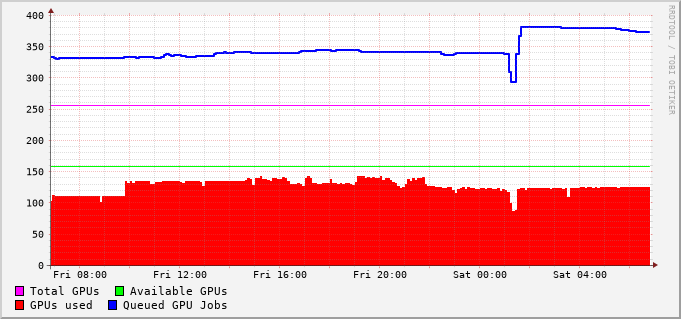 400
350
300
250
200
150
100
50
0
Fri 08:00 Fri 12:00 Fri 16:00 Fri 20:00 Sat 00:00 Sat 04:00
Total GPUs Available GPUs
GPUs used Queued GPU Jobs
RRDTOOL / TOBI OETIKER